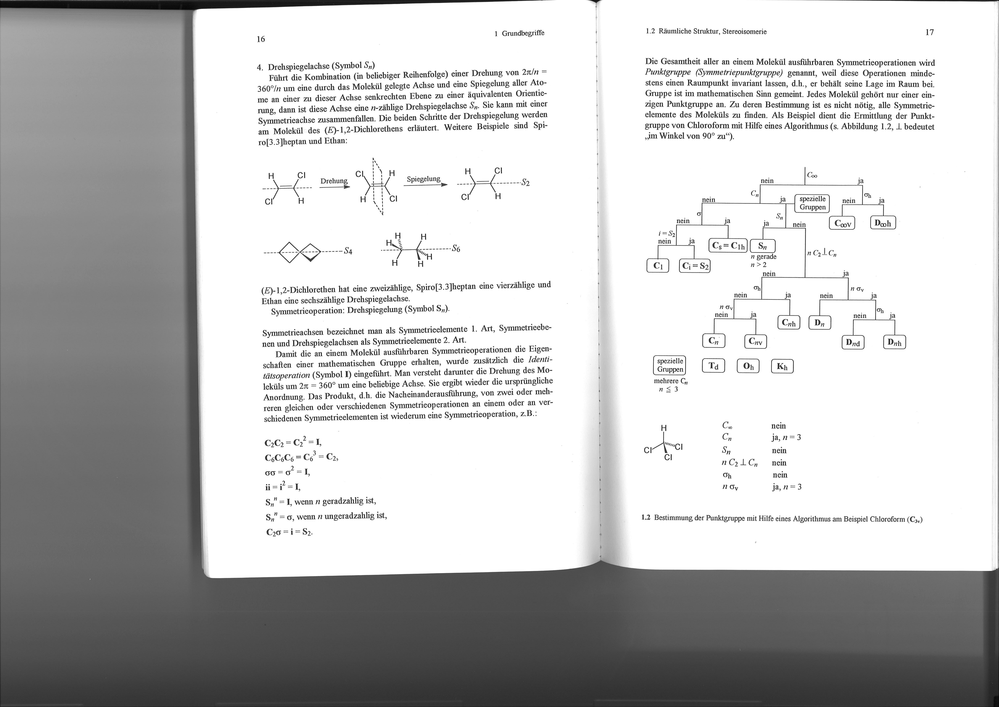 16
1 Grundbegriffe
4. Drehspiegelachse (Symbol Sₙ)
Führt die Kombination (in beliebiger Reihenfolge) einer Drehung von 2π/n =
360°/n um eine durch das Molekül gelegte Achse und eine Spiegelung aller Ato-
me an einer zu dieser Achse senkrechten Ebene zu einer äquivalenten Orientie-
rung, dann ist diese Achse eine n-zählige Drehspiegelachse Sₙ. Sie kann mit einer
Symmetrieachse zusammenfallen. Die beiden Schritte der Drehspiegelung werden
am Molekül des (E)-1,2-Dichlorethens erläutert. Weitere Beispiele sind Spi-
ro[3.3]heptan und Ethan:
H Cl Cl H
Drehung
Cl H H Cl
Spiegelung
H Cl Cl H
S₂
S₄
H H H H H H
S₆
(E)-1,2-Dichlorethen hat eine zweizählige, Spiro[3.3]heptan eine vierzählige und
Ethan eine sechszählige Drehspiegelachse.
Symmetrieoperation: Drehspiegelung (Symbol Sₙ).
Symmetrieachsen bezeichnet man als Symmetrieelemente 1. Art, Symmetrieebe-
nen und Drehspiegelachsen als Symmetrieelemente 2. Art.
Damit die an einem Molekül ausführbaren Symmetrieoperationen die Eigen-
schaften einer mathematischen Gruppe erhalten, wurde zusätzlich die Identi-
tätsoperation (Symbol I) eingeführt. Man versteht darunter die Drehung des Mo-
leküls um 2π = 360° um eine beliebige Achse. Sie ergibt wieder die ursprüngliche
Anordnung. Das Produkt, d.h. die Nacheinanderausführung, von zwei oder meh-
reren gleichen oder verschiedenen Symmetrieoperationen an einem oder an ver-
schiedenen Symmetrieelementen ist wiederum eine Symmetrieoperation, z.B.:
C₂C₂ = C₂² = I,
C₆C₆C₆ = C₆³ = C₂,
σσ = σ² = I,
ii = i² = I,
Sₙⁿ = I, wenn n geradzahlig ist,
Sₙⁿ = σ, wenn n ungeradzahlig ist,
C₂σ = i = S₂.
1.2 Räumliche Struktur, Stereoisomerie
17
Die Gesamtheit aller an einem Molekül ausführbaren Symmetrieoperationen wird
Punktgruppe (Symmetriepunktgruppe) genannt, weil diese Operationen minde-
stens einen Raumpunkt invariant lassen, d.h., er behält seine Lage im Raum bei.
Gruppe ist im mathematischen Sinn gemeint. Jedes Molekül gehört nur einer ein-
zigen Punktgruppe an. Zu deren Bestimmung ist es nicht nötig, alle Symmetrie-
elemente des Moleküls zu finden. Als Beispiel dient die Ermittlung der Punkt-
gruppe von Chloroform mit Hilfe eines Algorithmus (s. Abbildung 1.2, ⊥ bedeutet
„im Winkel von 90° zu“).
C∞
nein ja
Cₙ σh
nein ja spezielle Gruppen nein ja
σ Sₙ C∞v D∞h
nein ja ja nein
i = S₂
nein ja Cs = C1h Sₙ
n gerade
n > 2
n C₂ ⊥ Cₙ
C₁ Ci = S₂
nein ja
σh n σv
nein ja nein ja
n σv σh
nein ja Cnh Dn nein ja
Cn Cnv Dnd Dnh
spezielle Gruppen Td Oh Kh
mehrere Cₙ
n ≦ 3
H
Cl Cl
Cl
C∞ nein
Cₙ ja, n = 3
Sₙ nein
n C₂ ⊥ Cₙ nein
σh nein
n σv ja, n = 3
1.2 Bestimmung der Punktgruppe mit Hilfe eines Algorithmus am Beispiel Chloroform (C₃ᵥ)